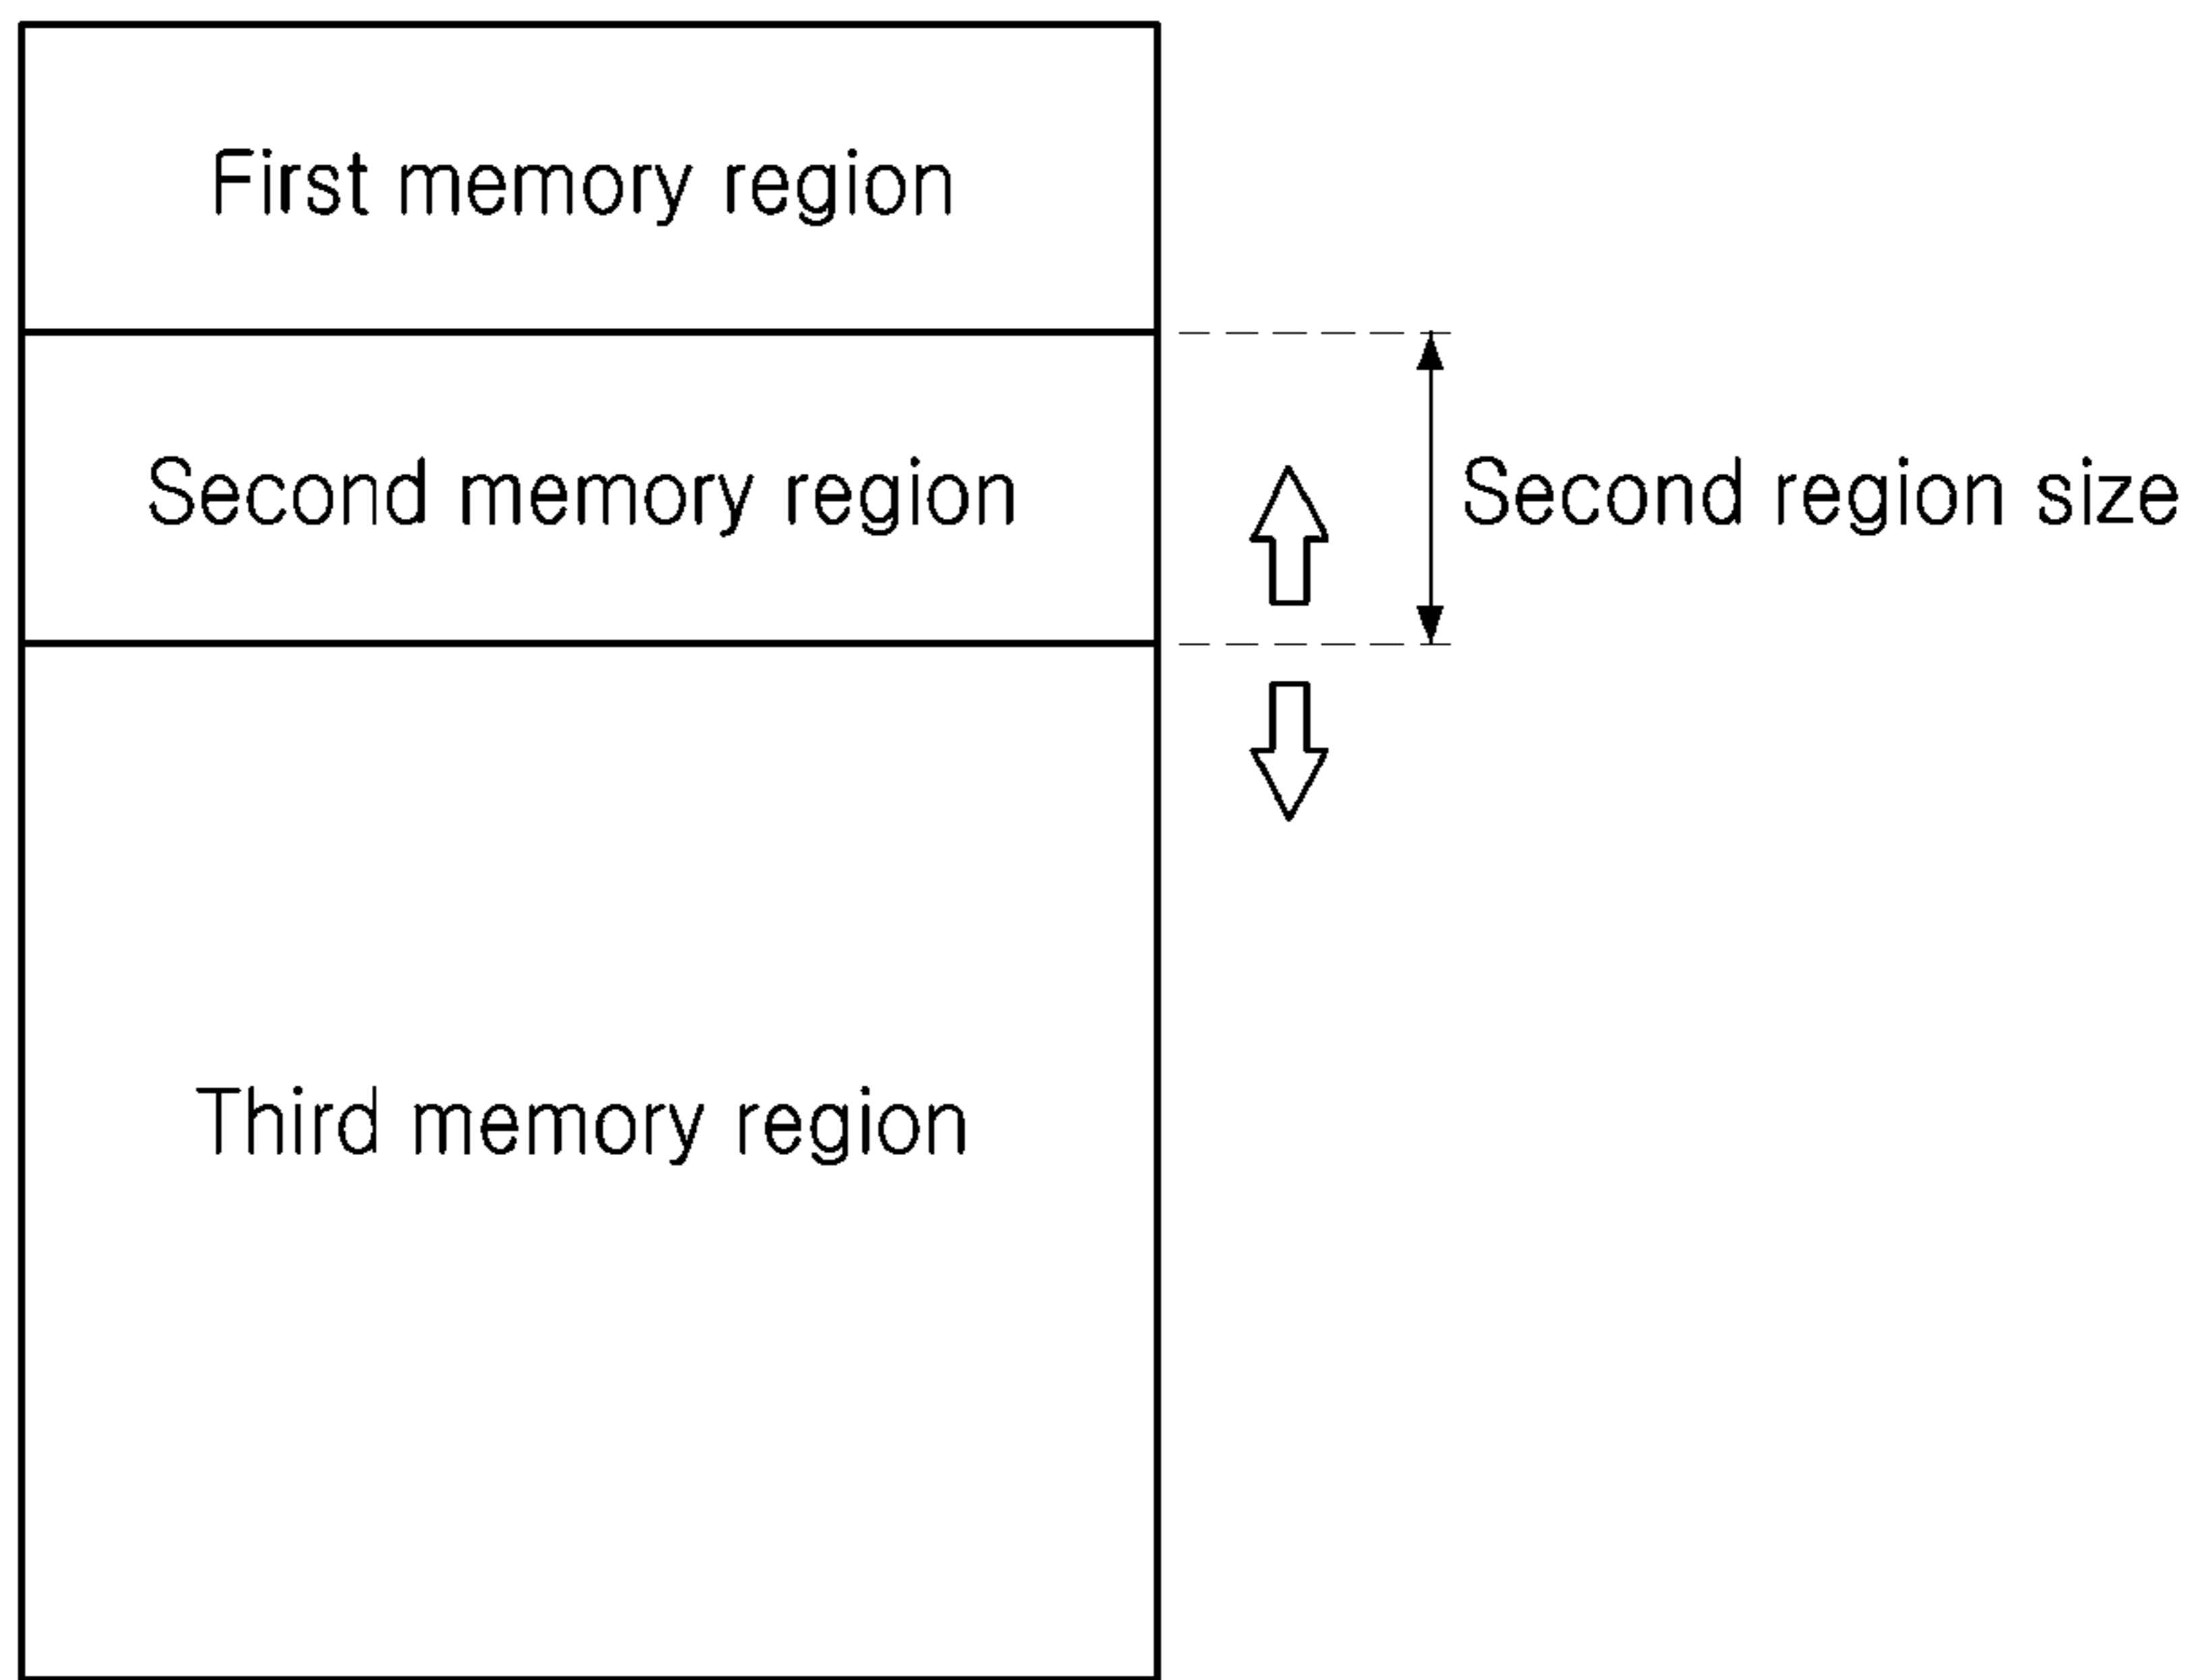 First memory region
Second memory region
Second region size
Third memory region